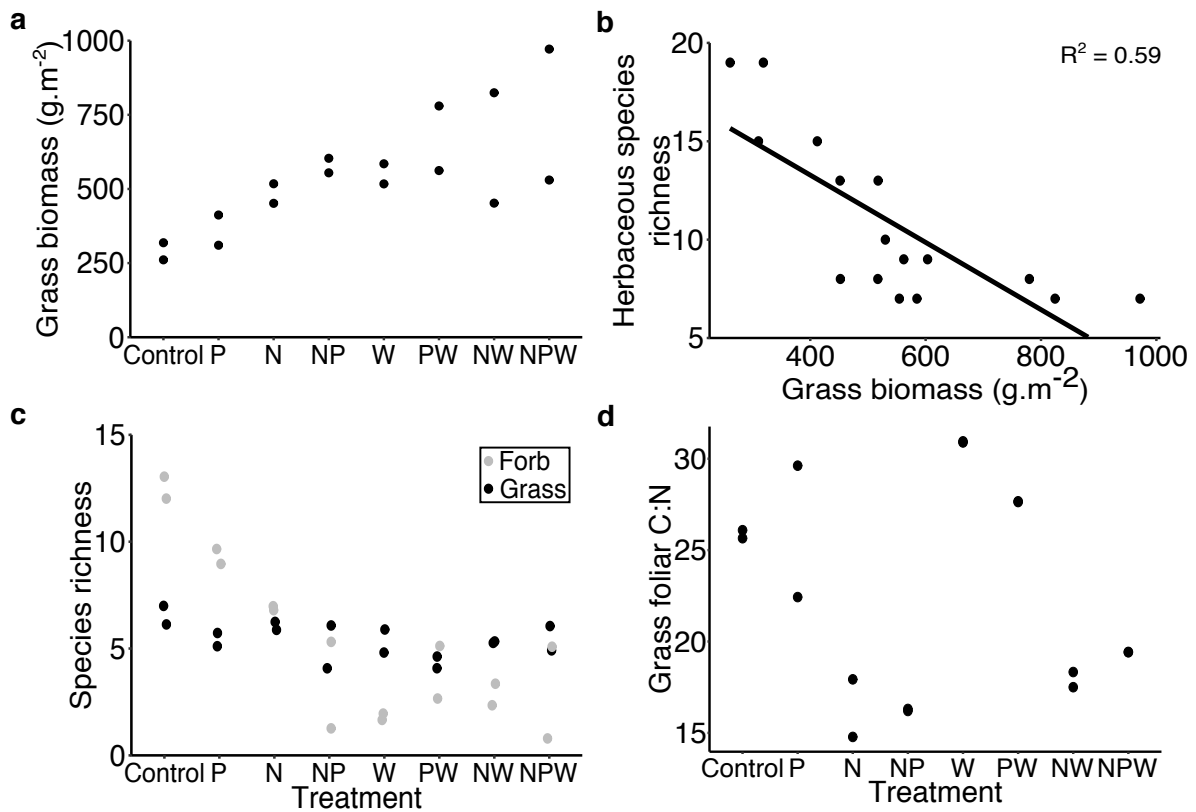 a
1000
750
500
250
0
Grass biomass (g.m-2)
Control P N NP W PW NW NPW
b
R2 = 0.59
20
15
10
5
Herbaceous species
richness
400 600 800 1000
Grass biomass (g.m-2)
c
15
10
5
0
Species richness
Forb
Grass
Control P N NP W PW NW NPW
Treatment
d
30
25
20
15
Grass foliar C:N
Control P N NP W PW NW NPW
Treatment